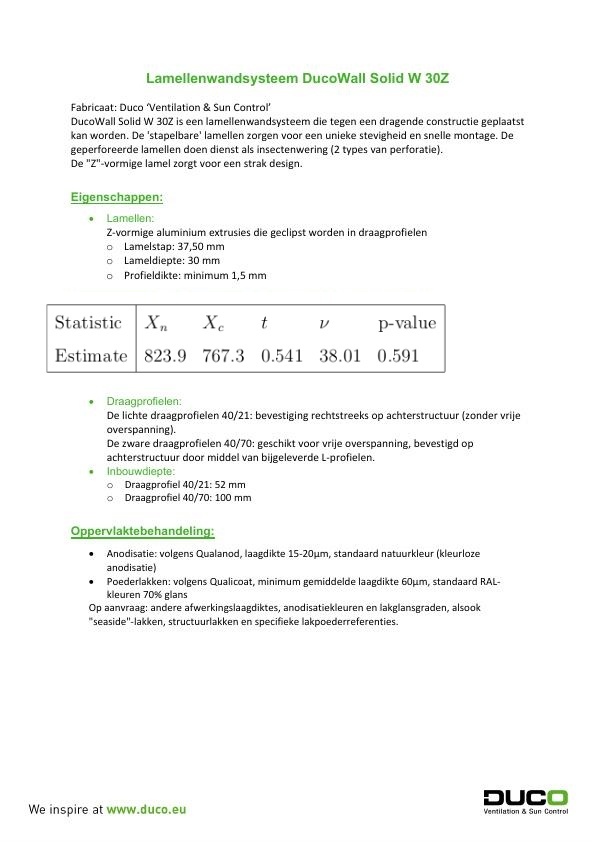 Lamellenwandsysteem DucoWall Solid W 30Z
Fabricaat: Duco ‘Ventilation & Sun Control’
DucoWall Solid W 30Z is een lamellenwandsysteem die tegen een dragende constructie geplaatst
kan worden. De 'stapelbare' lamellen zorgen voor een unieke stevigheid en snelle montage. De
geperforeerde lamellen doen dienst als insectenwering (2 types van perforatie).
De "Z"-vormige lamel zorgt voor een strak design.
Eigenschappen:
• Lamellen:
Z-vormige aluminium extrusies die geclipst worden in draagprofielen
o Lamelstap: 37,50 mm
o Lameldiepte: 30 mm
o Profieldikte: minimum 1,5 mm
Statistic Xn Xc t ν p-value
Estimate 823.9 767.3 0.541 38.01 0.591
• Draagprofielen:
De lichte draagprofielen 40/21: bevestiging rechtstreeks op achterstructuur (zonder vrije
overspanning).
De zware draagprofielen 40/70: geschikt voor vrije overspanning, bevestigd op
achterstructuur door middel van bijgeleverde L-profielen.
• Inbouwdiepte:
o Draagprofiel 40/21: 52 mm
o Draagprofiel 40/70: 100 mm
Oppervlaktebehandeling:
• Anodisatie: volgens Qualanod, laagdikte 15-20µm, standaard natuurkleur (kleurloze
anodisatie)
• Poederlakken: volgens Qualicoat, minimum gemiddelde laagdikte 60µm, standaard RAL-
kleuren 70% glans
Op aanvraag: andere afwerkingslaagdiktes, anodisatiekleuren en lakglansgraden, alsook
"seaside"-lakken, structuurlakken en specifieke lakpoederreferenties.
We inspire at www.duco.eu
DUCO
Ventilation & Sun Control